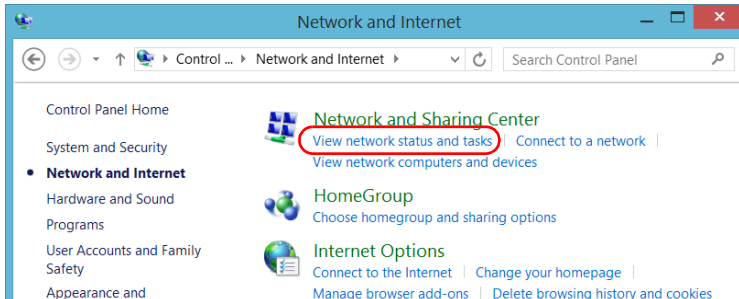 Network and Internet
Control ... Network and Internet
Search Control Panel
Control Panel Home
System and Security
Network and Internet
Hardware and Sound
Programs
User Accounts and Family
Safety
Appearance and
Network and Sharing Center
View network status and tasks Connect to a network
View network computers and devices
HomeGroup
Choose homegroup and sharing options
Internet Options
Connect to the Internet Change your homepage
Manage browser add-ons Delete browsing history and cookies